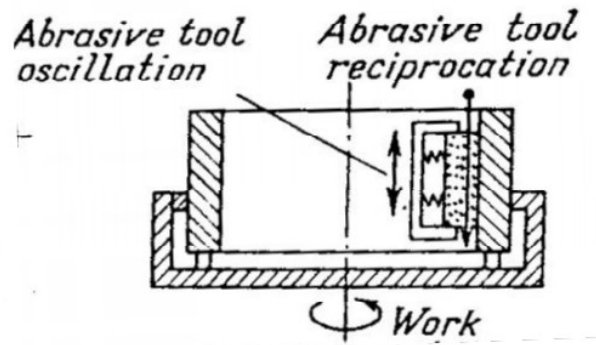 Abrasive tool
oscillation
Abrasive tool
reciprocation
Work